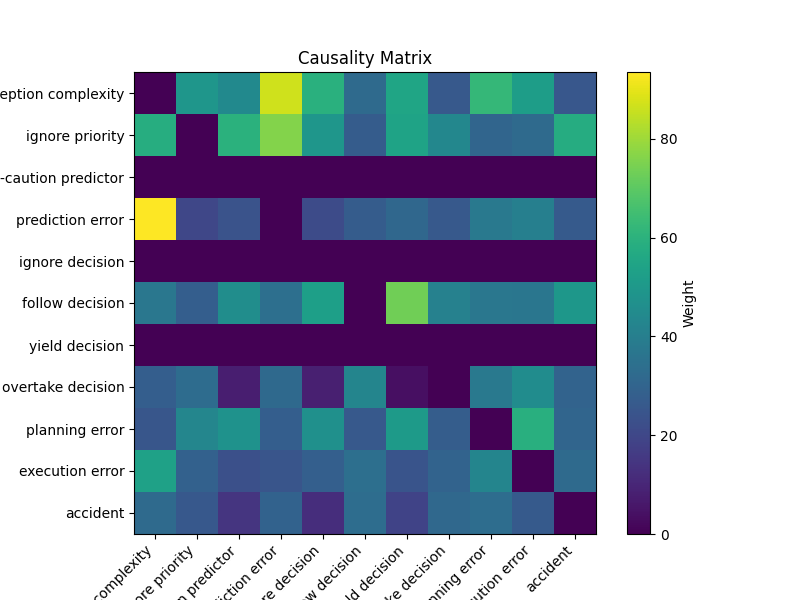 Causality Matrix
eption complexity
ignore priority
-caution predictor
prediction error
ignore decision
follow decision
yield decision
overtake decision
planning error
execution error
accident
complexity
ore priority
n predictor
diction error
re decision
w decision
ld decision
ke decision
nning error
ution error
accident
0
20
40
60
80
Weight